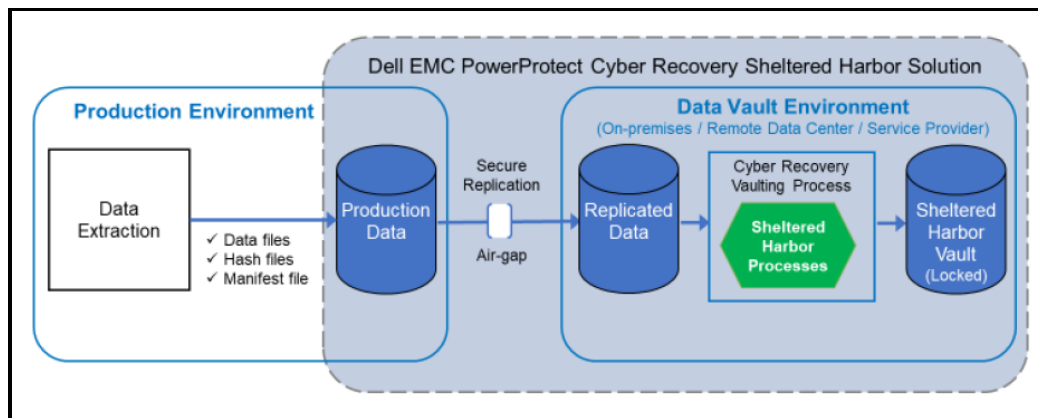 Dell EMC PowerProtect Cyber Recovery Sheltered Harbor Solution
Production Environment
Data
Extraction
✓ Data files
✓ Hash files
✓ Manifest file
Production
Data
Secure
Replication
Air-gap
Data Vault Environment
(On-premises / Remote Data Center / Service Provider)
Replicated
Data
Cyber Recovery
Vaulting Process
Sheltered
Harbor
Processes
Sheltered
Harbor
Vault
(Locked)